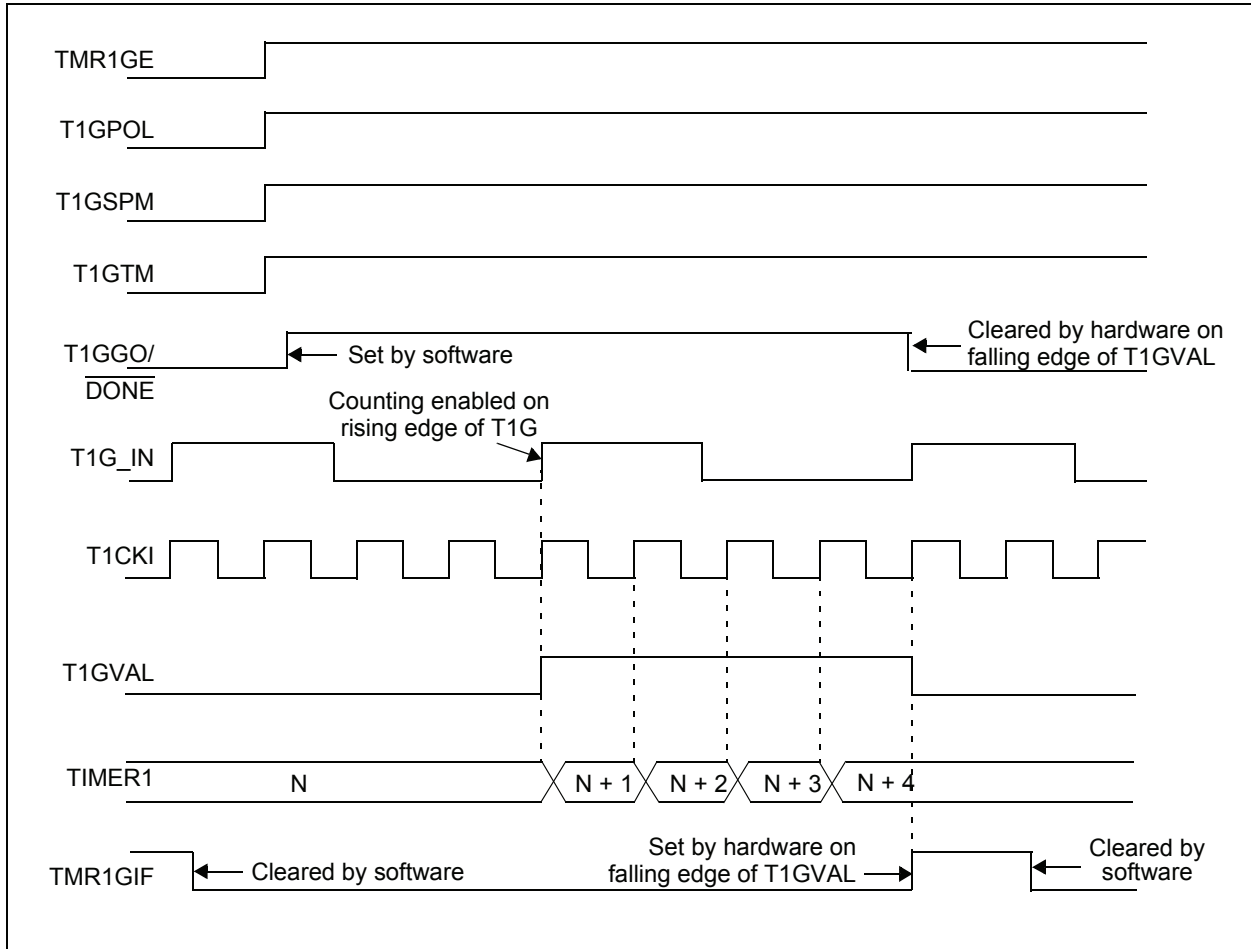 TMR1GE
T1GPOL
T1GSPM
T1GTM
T1GGO/
DONE
Set by software
Cleared by hardware on
falling edge of T1GVAL
Counting enabled on
rising edge of T1G
T1G_IN
T1CKI
T1GVAL
TIMER1
N
N + 1
N + 2
N + 3
N + 4
TMR1GIF
Cleared by software
Set by hardware on
falling edge of T1GVAL
Cleared by
software